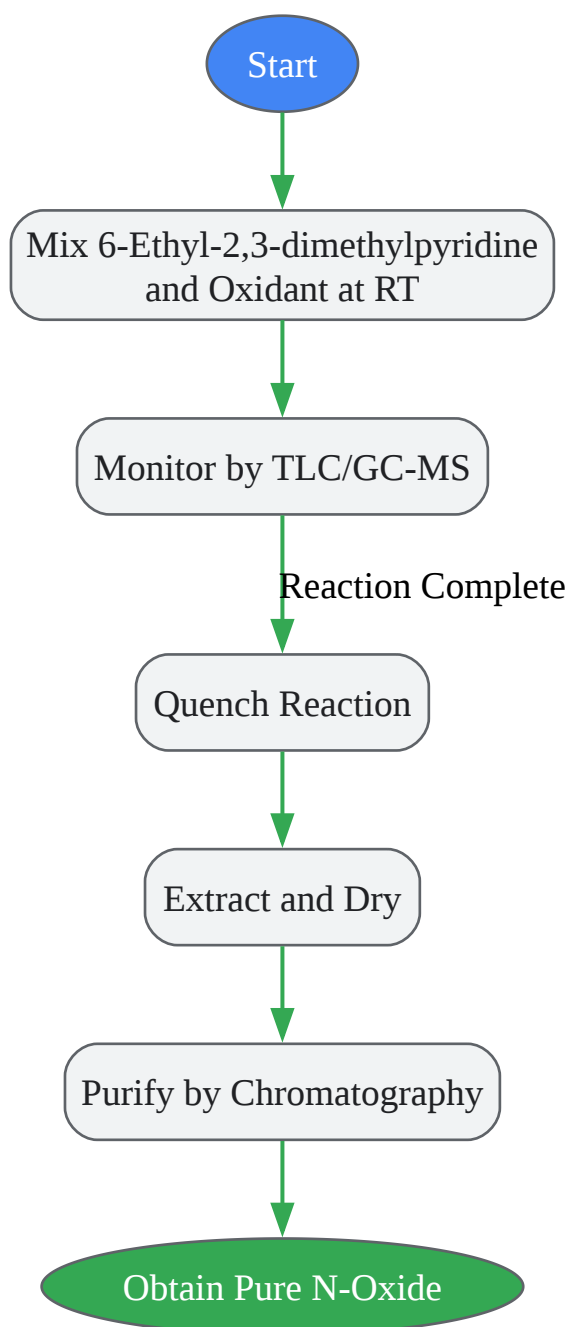 Start
Mix 6-Ethyl-2,3-dimethylpyridine
and Oxidant at RT
Monitor by TLC/GC-MS
Reaction Complete
Quench Reaction
Extract and Dry
Purify by Chromatography
Obtain Pure N-Oxide